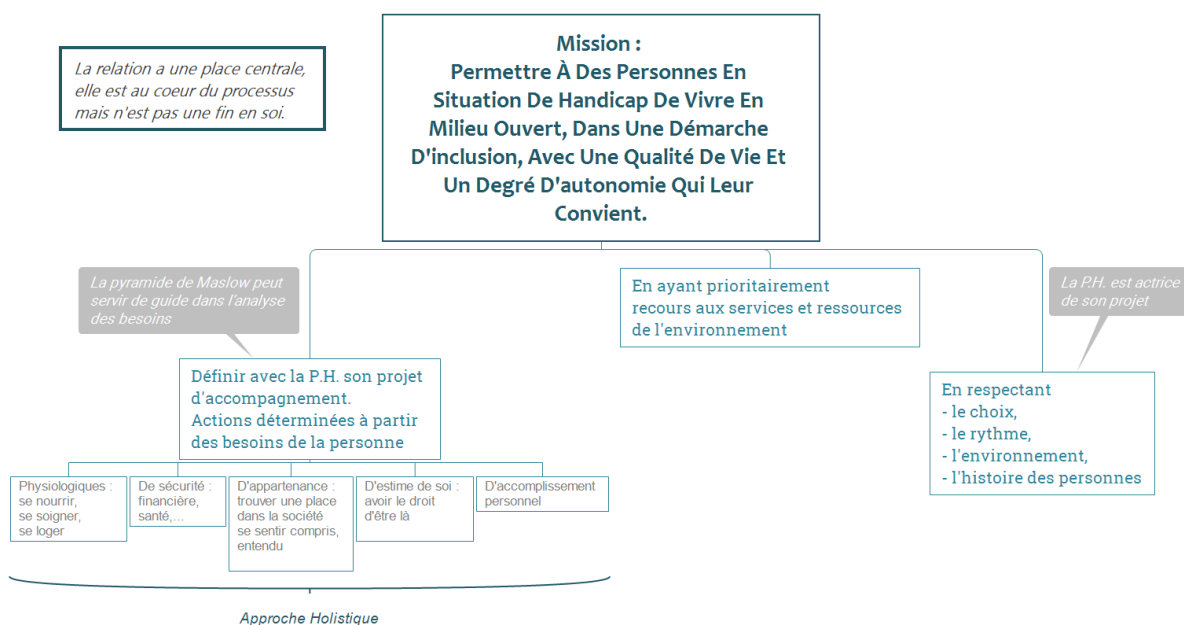 La relation a une place centrale,
elle est au coeur du processus
mais n'est pas une fin en soi.
Mission :
Permettre À Des Personnes En
Situation De Handicap De Vivre En
Milieu Ouvert, Dans Une Démarche
D'inclusion, Avec Une Qualité De Vie Et
Un Degré D'autonomie Qui Leur
Convient.
La pyramide de Maslow peut
servir de guide dans l'analyse
des besoins
En ayant prioritairement
recours aux services et ressources
de l'environnement
La P.H. est actrice
de son projet
Définir avec la P.H. son projet
d'accompagnement.
Actions déterminées à partir
des besoins de la personne
En respectant
- le choix,
- le rythme,
- l'environnement,
- l'histoire des personnes
Physiologiques :
se nourrir,
se soigner,
se loger
De sécurité :
financière,
santé,...
D'appartenance :
trouver une place
dans la société
se sentir compris,
entendu
D'estime de soi :
avoir le droit
d'être là
D'accomplissement
personnel
Approche Holistique